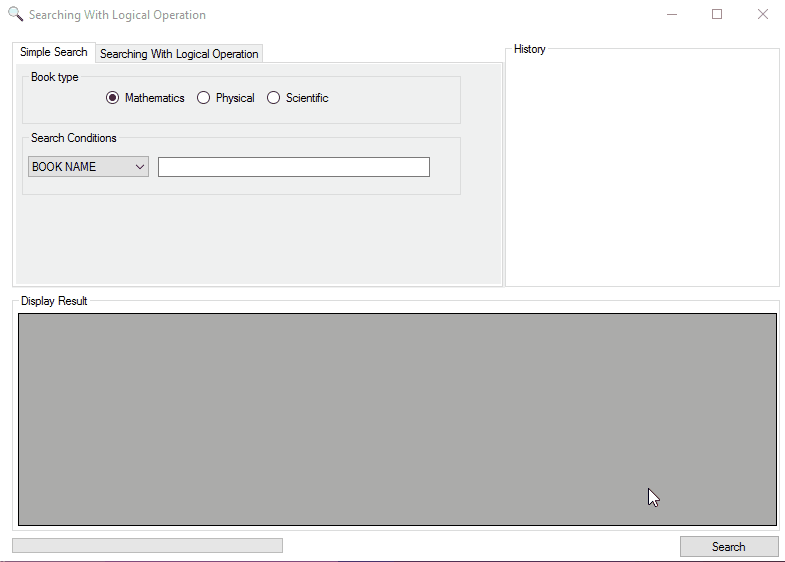 Searching With Logical Operation
Simple Search
Searching With Logical Operation
History
Book type
Mathematics Physical Scientific
Search Conditions
BOOK NAME
Display Result
Search